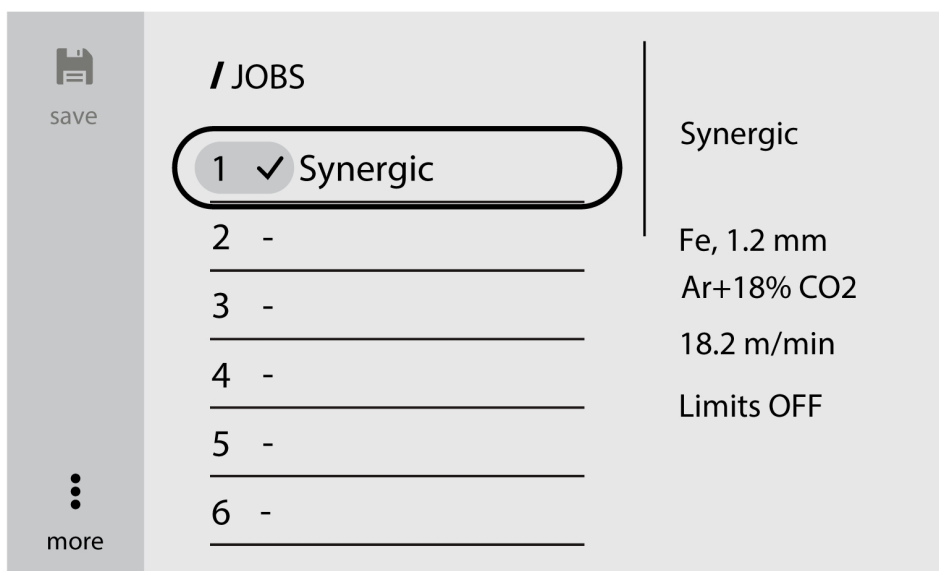 save
/ JOBS
1 ✓ Synergic
2 -
3 -
4 -
5 -
6 -
more
Synergic
Fe, 1.2 mm
Ar+18% CO2
18.2 m/min
Limits OFF